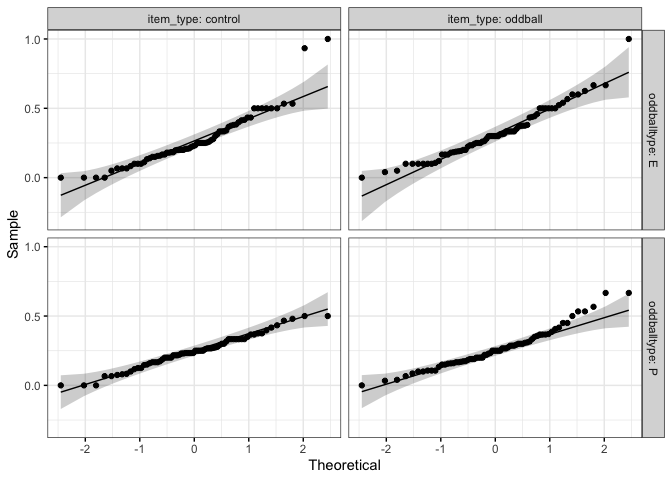 item_type: control
item_type: oddball
1.0
0.5
0.0
oddballtype: E
Sample
1.0
0.5
0.0
oddballtype: P
-2
-1
0
1
2
-2
-1
0
1
2
Theoretical